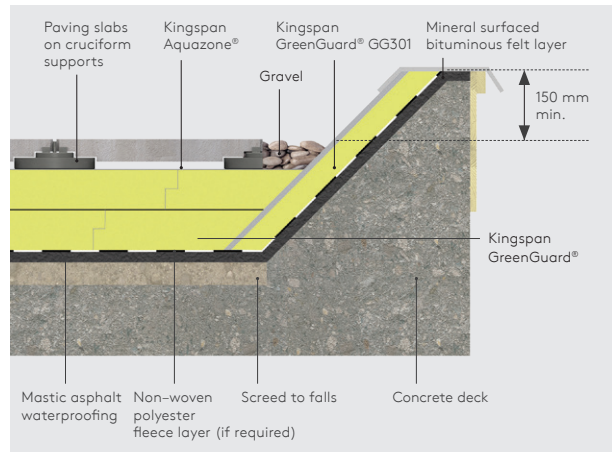 Paving slabs
on cruciform
supports
Kingspan
Aquazone®
Kingspan
GreenGuard® GG301
Mineral surfaced
bituminous felt layer
Gravel
150 mm
min.
Kingspan
GreenGuard®
Mastic asphalt
waterproofing
Non–woven
polyester
fleece layer (if required)
Screed to falls
Concrete deck